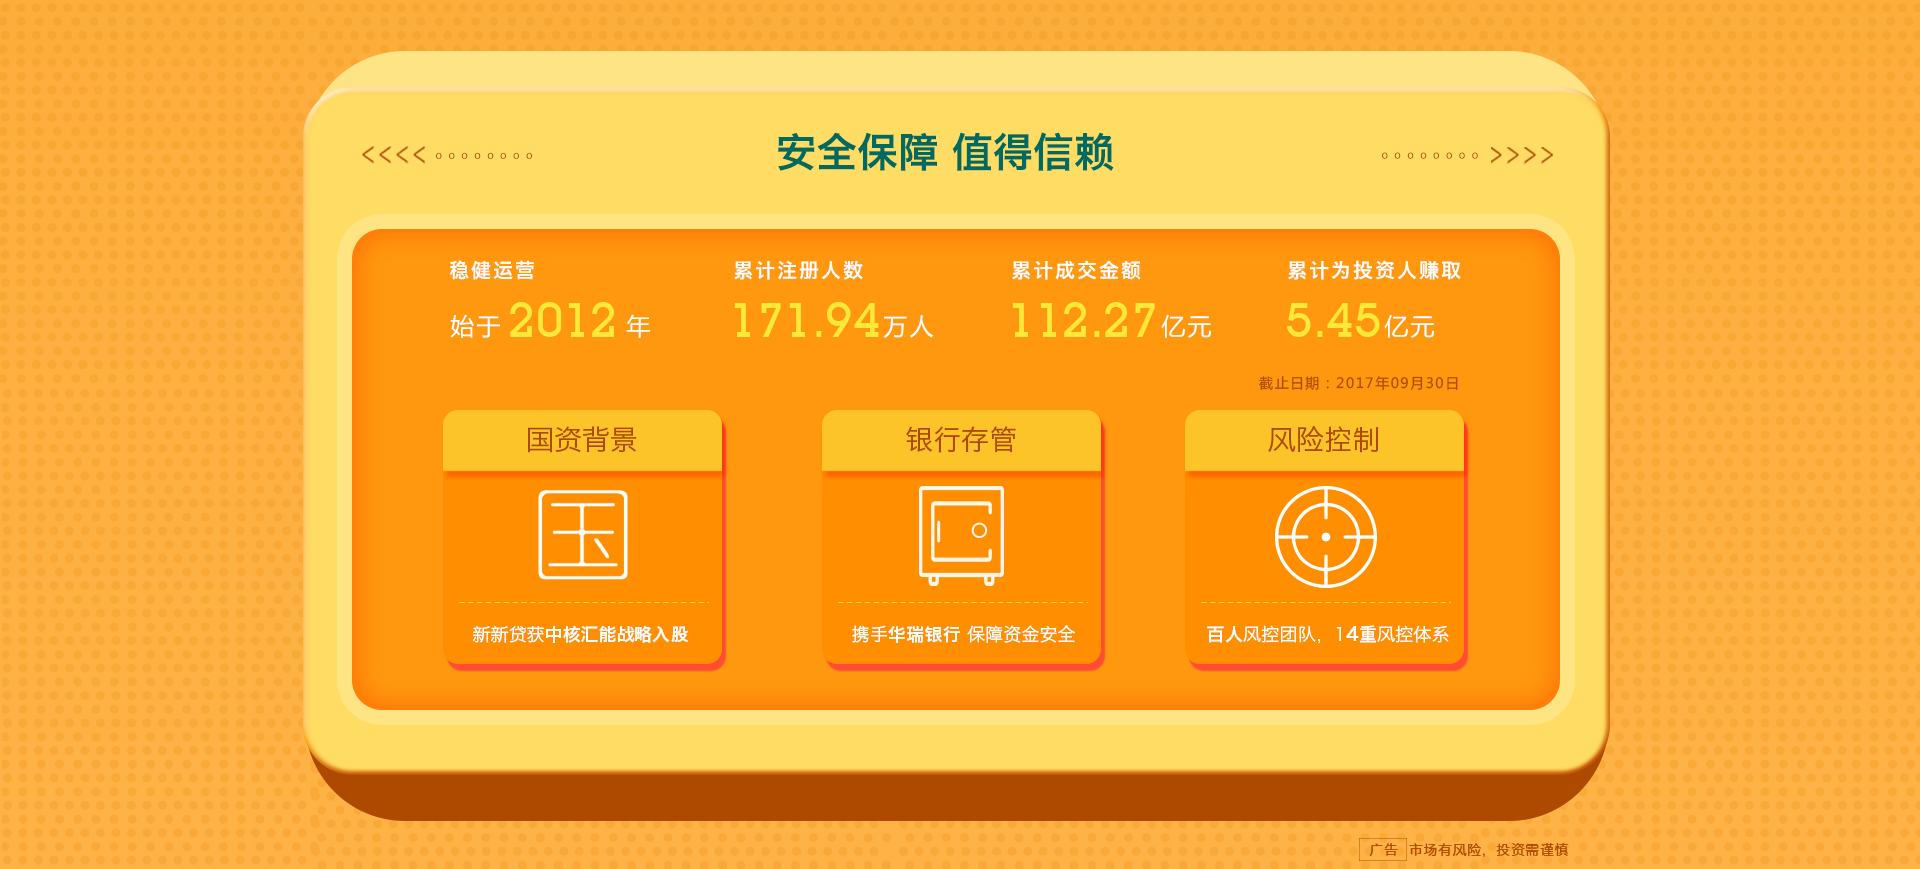 <<<< 安全保障 值得信赖 >>>>
稳健运营
始于 2012 年
累计注册人数
171.94万人
累计成交金额
112.27亿元
累计为投资人赚取
5.45亿元
截止日期：2017年09月30日
国资背景
国
新新贷获中核汇能战略入股
银行存管
携手华瑞银行 保障资金安全
风险控制
百人风控团队，14重风控体系
广告 市场有风险，投资需谨慎